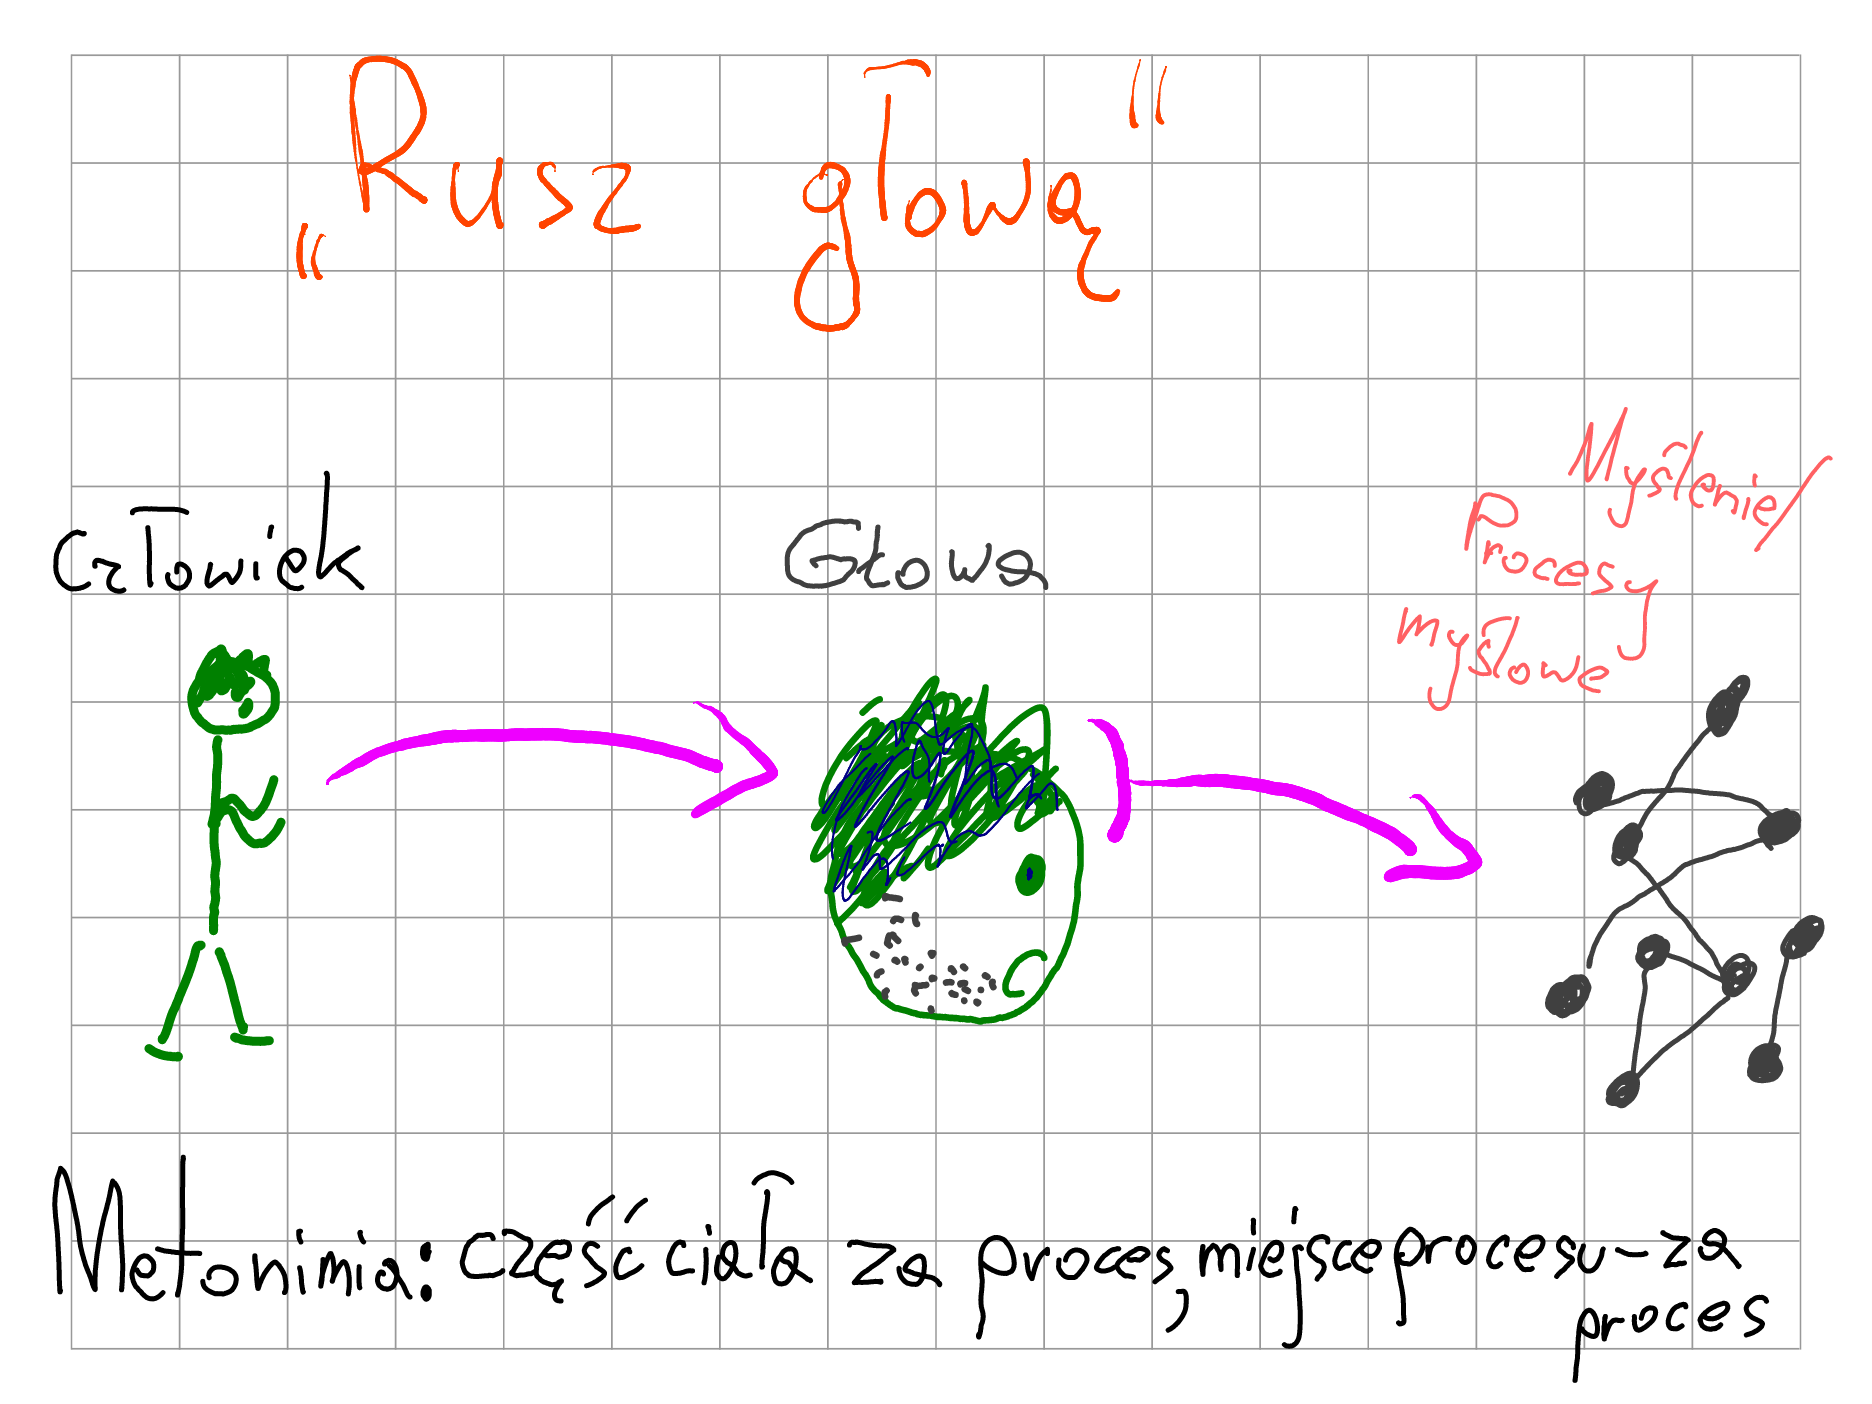 „Rusz głową"
Człowiek
Głowa
Myślenie/
Procesy
myślowe
Metonimia: część ciała za proces, miejsce procesu – za
proces